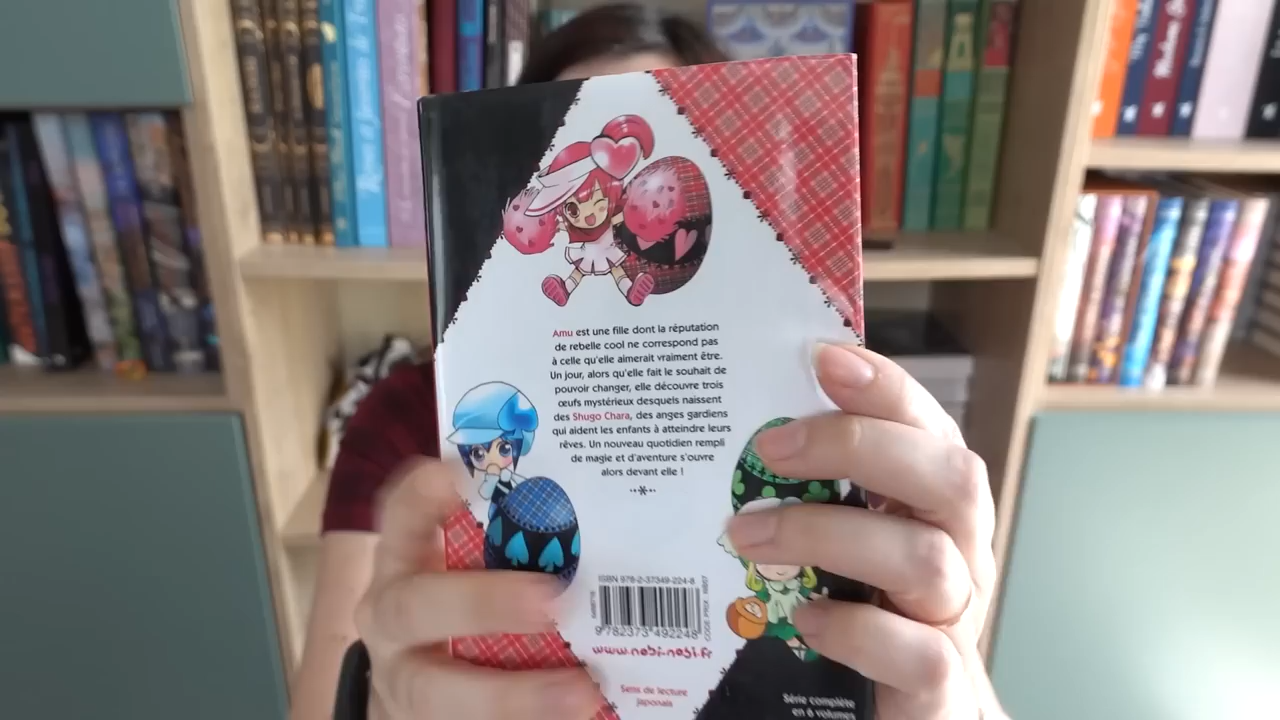 Amu est une fille dont la réputation
de rebelle cool ne correspond pas
à celle qu'elle aimerait vraiment être.
Un jour, alors qu'elle fait le souhait de
pouvoir changer, elle découvre trois
œufs mystérieux desquels naissent
des Shugo Chara, des anges gardiens
qui aident les enfants à atteindre leurs
rêves. Un nouveau quotidien rempli
de magie et d'aventure s'ouvre
alors devant elle !
ISBN 978-2-37349-224-8
9782373492248
CODE PRIX
www.nobi-nobi.fr
Sens de lecture
japonais
Série complète
en 6 volumes